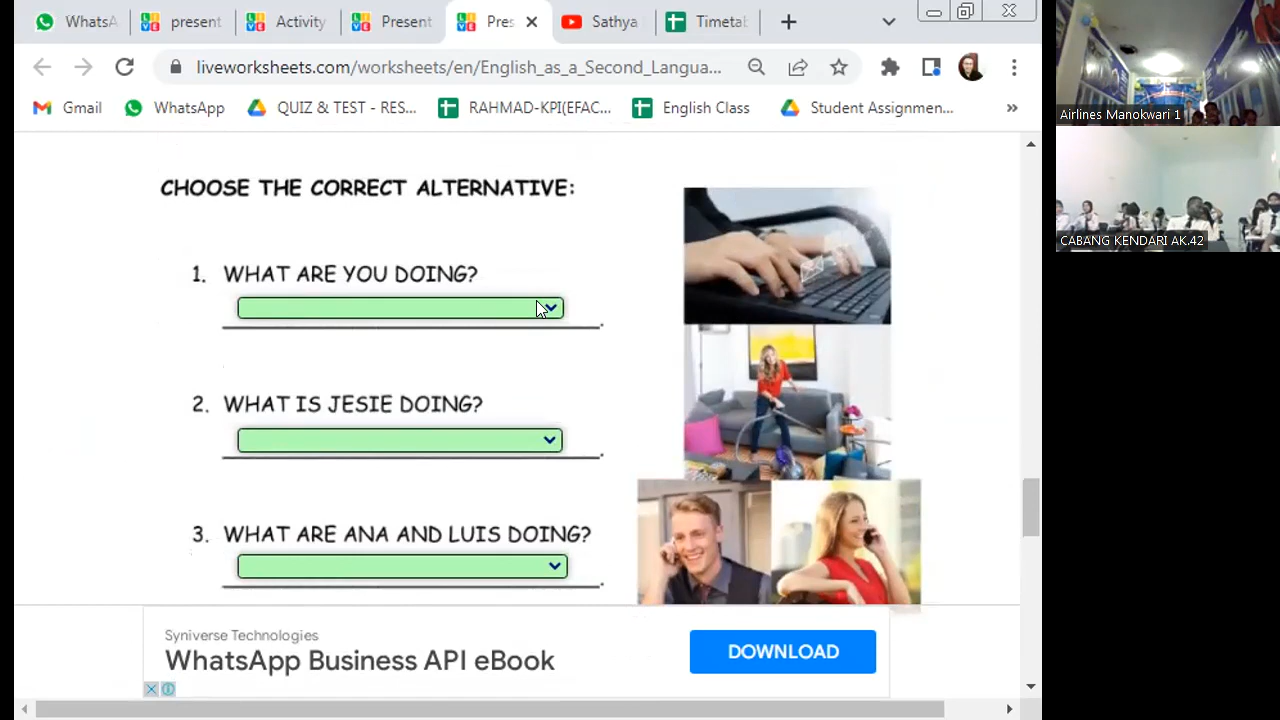 WhatsA
present
Activity
Present
Pres
Sathya
Timetab
liveworksheets.com/worksheets/en/English_as_a_Second_Langua...
Gmail
WhatsApp
QUIZ & TEST - RES...
RAHMAD-KPI(EFAC...
English Class
Student Assignmen...
Airlines Manokwari 1
CABANG KENDARI AK.42
CHOOSE THE CORRECT ALTERNATIVE:
1. WHAT ARE YOU DOING?
2. WHAT IS JESIE DOING?
3. WHAT ARE ANA AND LUIS DOING?
Syniverse Technologies
WhatsApp Business API eBook
DOWNLOAD